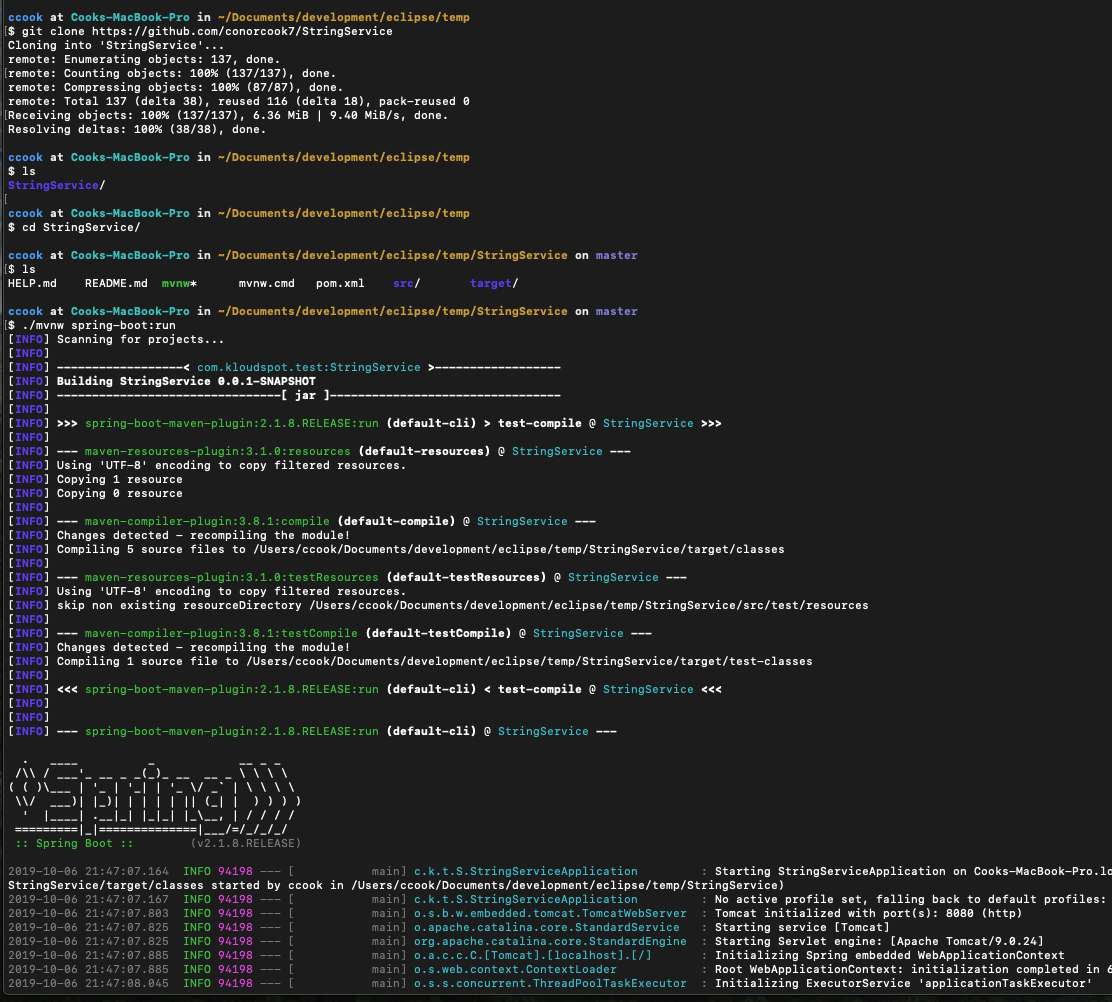 ccook at Cooks-MacBook-Pro in ~/Documents/development/eclipse/temp
[$ git clone https://github.com/conorcook7/StringService
Cloning into 'StringService'...
remote: Enumerating objects: 137, done.
[remote: Counting objects: 100% (137/137), done.
remote: Compressing objects: 100% (87/87), done.
remote: Total 137 (delta 38), reused 116 (delta 18), pack-reused 0
[Receiving objects: 100% (137/137), 6.36 MiB | 9.40 MiB/s, done.
Resolving deltas: 100% (38/38), done.

ccook at Cooks-MacBook-Pro in ~/Documents/development/eclipse/temp
$ ls
StringService/
[
ccook at Cooks-MacBook-Pro in ~/Documents/development/eclipse/temp
$ cd StringService/

ccook at Cooks-MacBook-Pro in ~/Documents/development/eclipse/temp/StringService on master
[$ ls
HELP.md    README.md  mvnw*      mvnw.cmd   pom.xml    src/       target/

ccook at Cooks-MacBook-Pro in ~/Documents/development/eclipse/temp/StringService on master
[$ ./mvnw spring-boot:run
[INFO] Scanning for projects...
[INFO]
[INFO] ------------------< com.kloudspot.test:StringService >------------------
[INFO] Building StringService 0.0.1-SNAPSHOT
[INFO] --------------------------------[ jar ]---------------------------------
[INFO]
[INFO] >>> spring-boot-maven-plugin:2.1.8.RELEASE:run (default-cli) > test-compile @ StringService >>>
[INFO]
[INFO] --- maven-resources-plugin:3.1.0:resources (default-resources) @ StringService ---
[INFO] Using 'UTF-8' encoding to copy filtered resources.
[INFO] Copying 1 resource
[INFO] Copying 0 resource
[INFO]
[INFO] --- maven-compiler-plugin:3.8.1:compile (default-compile) @ StringService ---
[INFO] Changes detected - recompiling the module!
[INFO] Compiling 5 source files to /Users/ccook/Documents/development/eclipse/temp/StringService/target/classes
[INFO]
[INFO] --- maven-resources-plugin:3.1.0:testResources (default-testResources) @ StringService ---
[INFO] Using 'UTF-8' encoding to copy filtered resources.
[INFO] skip non existing resourceDirectory /Users/ccook/Documents/development/eclipse/temp/StringService/src/test/resources
[INFO]
[INFO] --- maven-compiler-plugin:3.8.1:testCompile (default-testCompile) @ StringService ---
[INFO] Changes detected - recompiling the module!
[INFO] Compiling 1 source file to /Users/ccook/Documents/development/eclipse/temp/StringService/target/test-classes
[INFO]
[INFO] <<< spring-boot-maven-plugin:2.1.8.RELEASE:run (default-cli) < test-compile @ StringService <<<
[INFO]
[INFO]
[INFO] --- spring-boot-maven-plugin:2.1.8.RELEASE:run (default-cli) @ StringService ---

  .   ____          _            __ _ _
 /\\ / ___'_ __ _ _(_)_ __  __ _ \ \ \ \
( ( )\___ | '_ | '_| | '_ \/ _` | \ \ \ \
 \\/  ___)| |_)| | | | | || (_| |  ) ) ) )
  '  |____| .__|_| |_|_| |_\__, | / / / /
 =========|_|==============|___/=/_/_/_/
 :: Spring Boot ::        (v2.1.8.RELEASE)

2019-10-06 21:47:07.164  INFO 94198 --- [           main] c.k.t.S.StringServiceApplication         : Starting StringServiceApplication on Cooks-MacBook-Pro.lo
StringService/target/classes started by ccook in /Users/ccook/Documents/development/eclipse/temp/StringService)
2019-10-06 21:47:07.167  INFO 94198 --- [           main] c.k.t.S.StringServiceApplication         : No active profile set, falling back to default profiles:
2019-10-06 21:47:07.803  INFO 94198 --- [           main] o.s.b.w.embedded.tomcat.TomcatWebServer  : Tomcat initialized with port(s): 8080 (http)
2019-10-06 21:47:07.825  INFO 94198 --- [           main] o.apache.catalina.core.StandardService   : Starting service [Tomcat]
2019-10-06 21:47:07.825  INFO 94198 --- [           main] org.apache.catalina.core.StandardEngine  : Starting Servlet engine: [Apache Tomcat/9.0.24]
2019-10-06 21:47:07.885  INFO 94198 --- [           main] o.a.c.c.C.[Tomcat].[localhost].[/]       : Initializing Spring embedded WebApplicationContext
2019-10-06 21:47:07.885  INFO 94198 --- [           main] o.s.web.context.ContextLoader            : Root WebApplicationContext: initialization completed in 6
2019-10-06 21:47:08.045  INFO 94198 --- [           main] o.s.s.concurrent.ThreadPoolTaskExecutor  : Initializing ExecutorService 'applicationTaskExecutor'